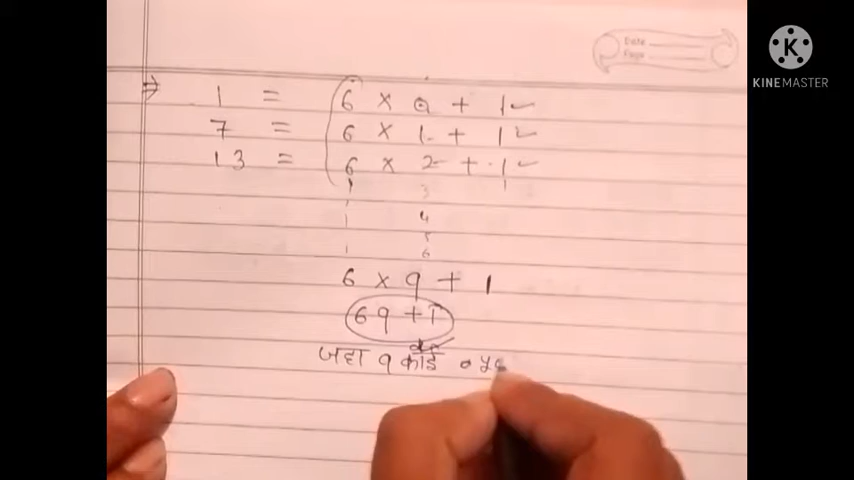 Date
Page
K
KINEMASTER
⇒ 1 = 6 × 0 + 1
7 = 6 × 1 + 1
13 = 6 × 2 + 1
3
4
5
6
6 × q + 1
6q + 1
जहा q कोई